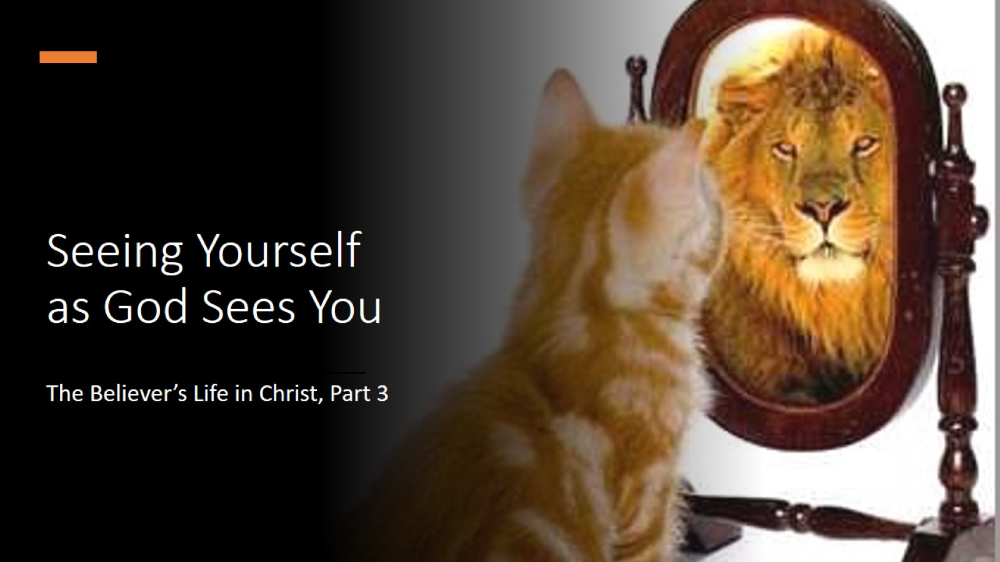 Seeing Yourself
as God Sees You
The Believer’s Life in Christ, Part 3